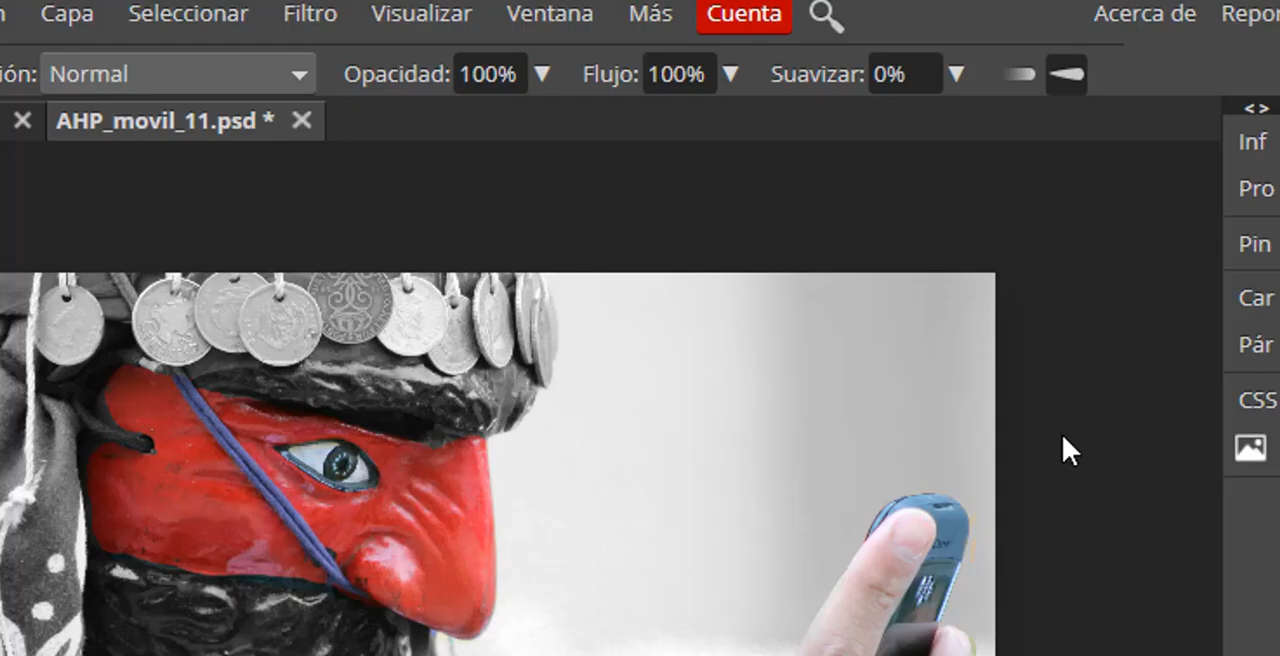 n Capa Seleccionar Filtro Visualizar Ventana Más Cuenta Acerca de Repor
ión: Normal Opacidad: 100% Flujo: 100% Suavizar: 0%
AHP_movil_11.psd *
< >
Inf
Pro
Pin
Car
Pár
CSS